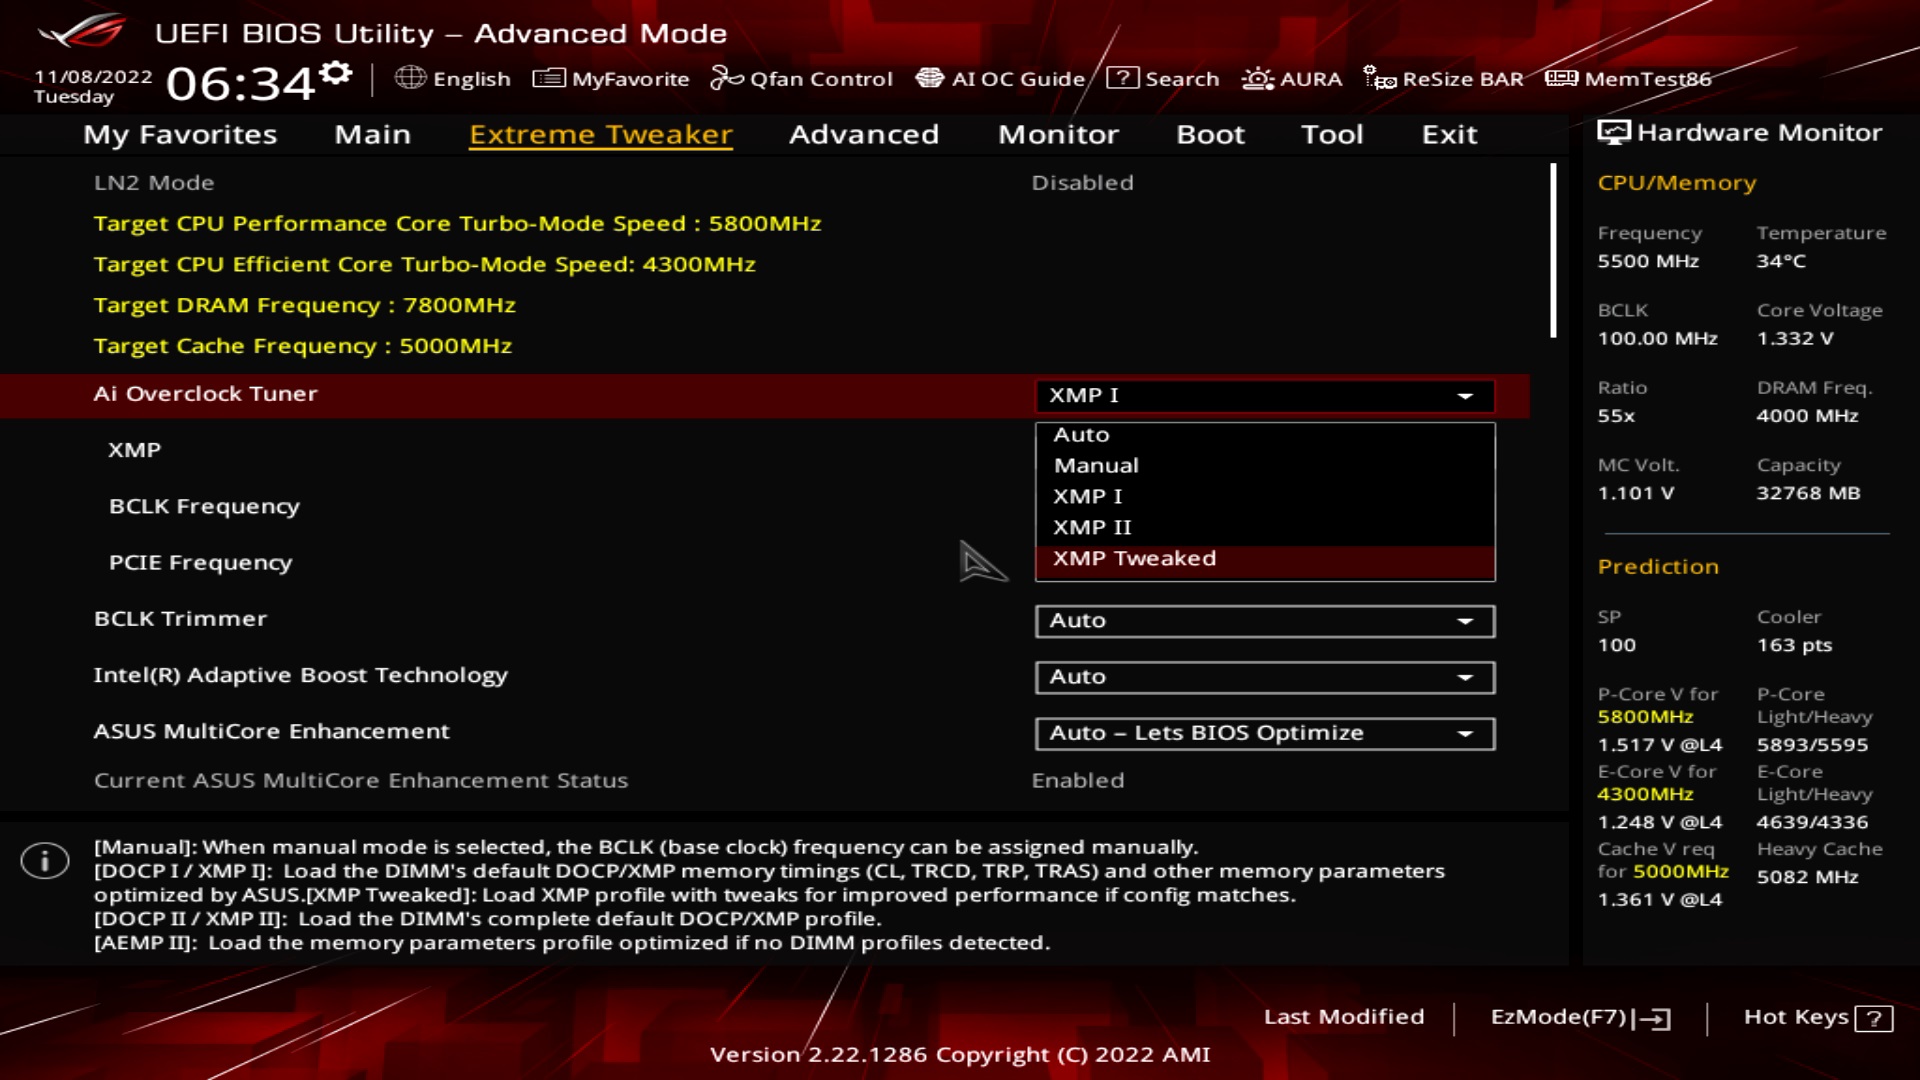 UEFI BIOS Utility – Advanced Mode
11/08/2022
Tuesday
06:34
English
MyFavorite
Qfan Control
AI OC Guide
? Search
AURA
ReSize BAR
MemTest86
My Favorites
Main
Extreme Tweaker
Advanced
Monitor
Boot
Tool
Exit
LN2 Mode Disabled
Target CPU Performance Core Turbo-Mode Speed : 5800MHz
Target CPU Efficient Core Turbo-Mode Speed: 4300MHz
Target DRAM Frequency : 7800MHz
Target Cache Frequency : 5000MHz
Ai Overclock Tuner XMP I
Auto
Manual
XMP I
XMP II
XMP Tweaked
XMP
BCLK Frequency
PCIE Frequency
BCLK Trimmer Auto
Intel(R) Adaptive Boost Technology Auto
ASUS MultiCore Enhancement Auto – Lets BIOS Optimize
Current ASUS MultiCore Enhancement Status Enabled
[Manual]: When manual mode is selected, the BCLK (base clock) frequency can be assigned manually.
[DOCP I / XMP I]: Load the DIMM's default DOCP/XMP memory timings (CL, TRCD, TRP, TRAS) and other memory parameters
optimized by ASUS.[XMP Tweaked]: Load XMP profile with tweaks for improved performance if config matches.
[DOCP II / XMP II]: Load the DIMM's complete default DOCP/XMP profile.
[AEMP II]: Load the memory parameters profile optimized if no DIMM profiles detected.
Hardware Monitor
CPU/Memory
Frequency Temperature
5500 MHz 34°C
BCLK Core Voltage
100.00 MHz 1.332 V
Ratio DRAM Freq.
55x 4000 MHz
MC Volt. Capacity
1.101 V 32768 MB
Prediction
SP Cooler
100 163 pts
P-Core V for P-Core
5800MHz Light/Heavy
1.517 V @L4 5893/5595
E-Core V for E-Core
4300MHz Light/Heavy
1.248 V @L4 4639/4336
Cache V req Heavy Cache
for 5000MHz 5082 MHz
1.361 V @L4
Last Modified
EzMode(F7)
Hot Keys ?
Version 2.22.1286 Copyright (C) 2022 AMI